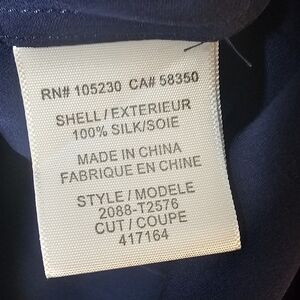 RN# 105230 CA# 58350
SHELL / EXTERIEUR
100% SILK/SOIE
MADE IN CHINA
FABRIQUE EN CHINE
STYLE / MODELE
2088-T2576
CUT / COUPE
417164